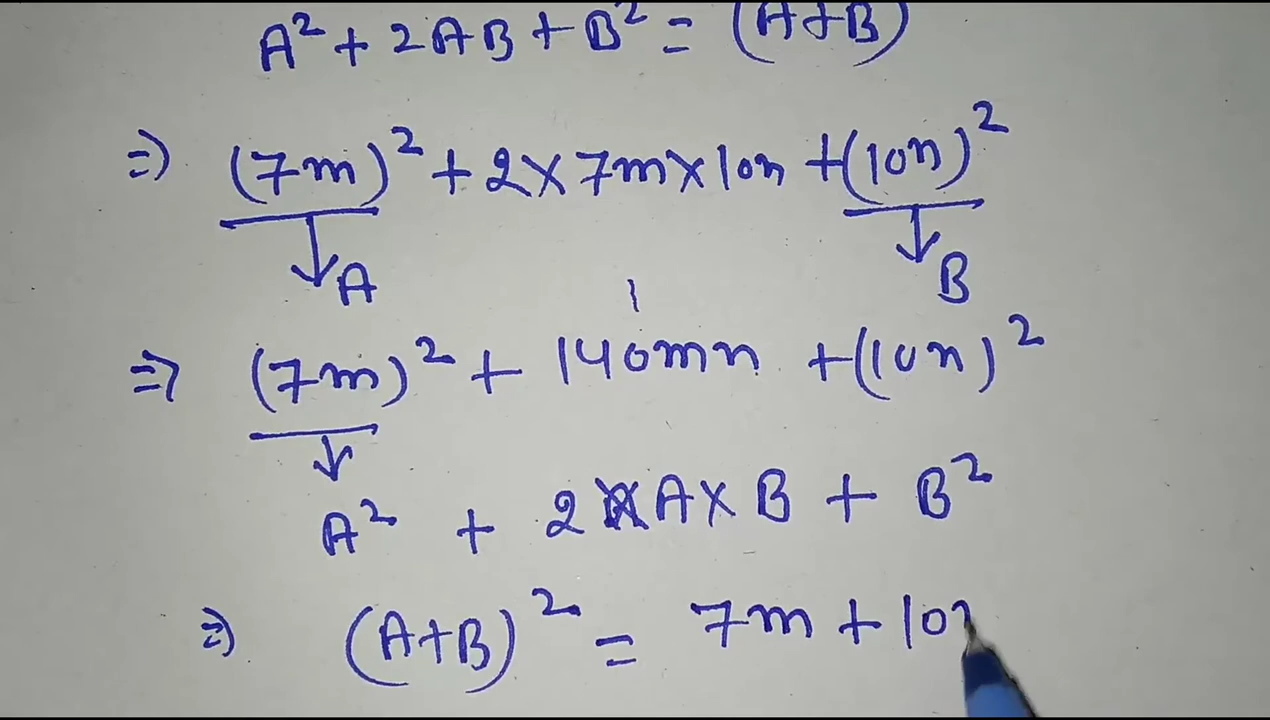 A² + 2AB + B² = (A+B)
⇒ (7m)² + 2 × 7m × 10n + (10n)²
A B
⇒ (7m)² + 140mn + (10n)²
A² + 2 × A × B + B²
⇒ (A+B)² = 7m + 10n